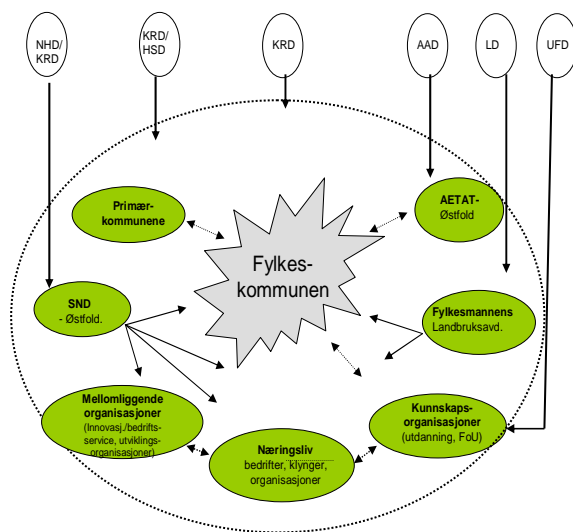 NHD/
KRD
KRD/
HSD
KRD
AAD
LD
UFD
Primær-
kommunene
AETAT-
Østfold
Fylkes-
kommunen
SND
- Østfold.
Fylkesmannens
Landbruksavd.
Mellomliggende
organisasjoner
(Innovasj./bedrifts-
service, utviklings-
organisasjoner)
Næringsliv
bedrifter, klynger,
organisasjoner
Kunnskaps-
organisasjoner
(utdanning, FoU)